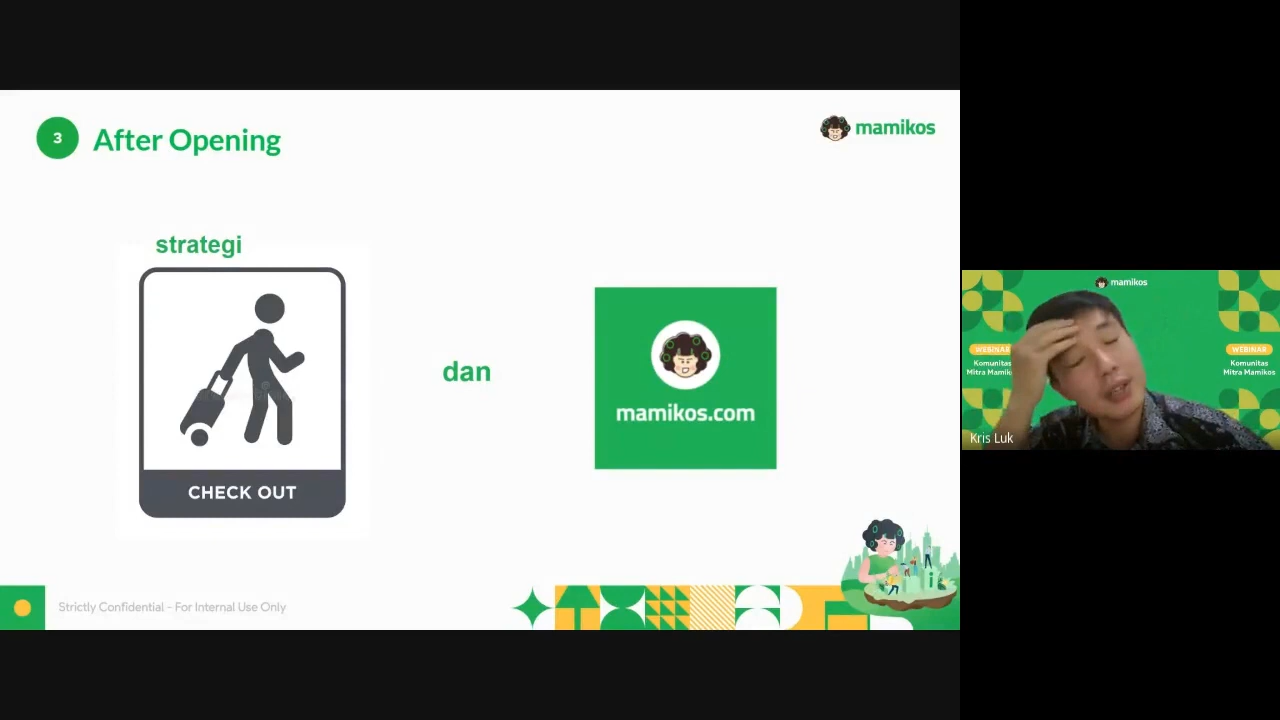 3
After Opening
mamikos
strategi
CHECK OUT
dan
mamikos.com
Strictly Confidential - For Internal Use Only
mamikos
WEBINAR
Komunitas
Mitra Mamik
WEBINAR
Komunitas
Mitra Mamikos
Kris Luk